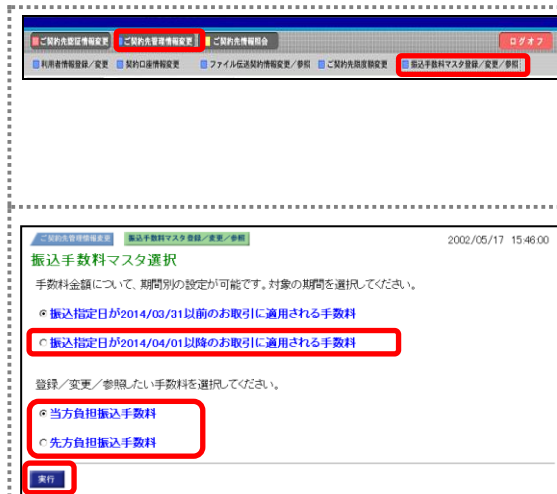 ご契約先認証情報変更 ご契約先管理情報変更 ご契約先情報照会 ログオフ
利用者情報登録／変更 契約口座情報変更 ファイル伝送契約情報変更／参照 ご契約先限度額変更 振込手数料マスタ登録／変更／参照
ご契約先管理情報変更 振込手数料マスタ登録／変更／参照 2002/05/17 15:46:00
振込手数料マスタ選択
手数料金額について、期間別の設定が可能です。対象の期間を選択してください。
振込指定日が2014/03/31以前のお取引に適用される手数料
振込指定日が2014/04/01以降のお取引に適用される手数料
登録／変更／参照したい手数料を選択してください。
当方負担振込手数料
先方負担振込手数料
実行